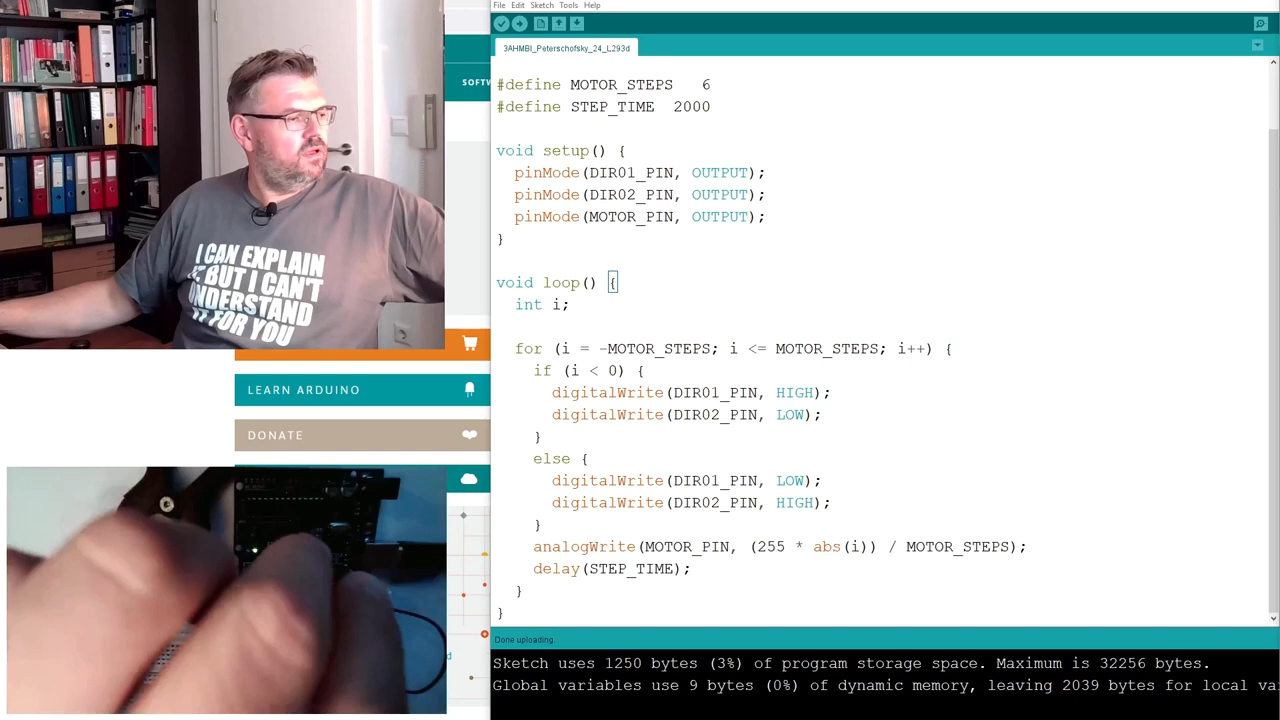 File Edit Sketch Tools Help
3AHMBI_Peterschofsky_24_L293d
#define MOTOR_STEPS 6
#define STEP_TIME 2000
void setup() {
pinMode(DIR01_PIN, OUTPUT);
pinMode(DIR02_PIN, OUTPUT);
pinMode(MOTOR_PIN, OUTPUT);
}
void loop() {
int i;
for (i = -MOTOR_STEPS; i <= MOTOR_STEPS; i++) {
if (i < 0) {
digitalWrite(DIR01_PIN, HIGH);
digitalWrite(DIR02_PIN, LOW);
}
else {
digitalWrite(DIR01_PIN, LOW);
digitalWrite(DIR02_PIN, HIGH);
}
analogWrite(MOTOR_PIN, (255 * abs(i)) / MOTOR_STEPS);
delay(STEP_TIME);
}
}
Done uploading.
Sketch uses 1250 bytes (3%) of program storage space. Maximum is 32256 bytes.
Global variables use 9 bytes (0%) of dynamic memory, leaving 2039 bytes for local va
SOFTW
I CAN EXPLAIN
IT, BUT I CAN'T
UNDERSTAND
IT FOR YOU
LEARN ARDUINO
DONATE
d